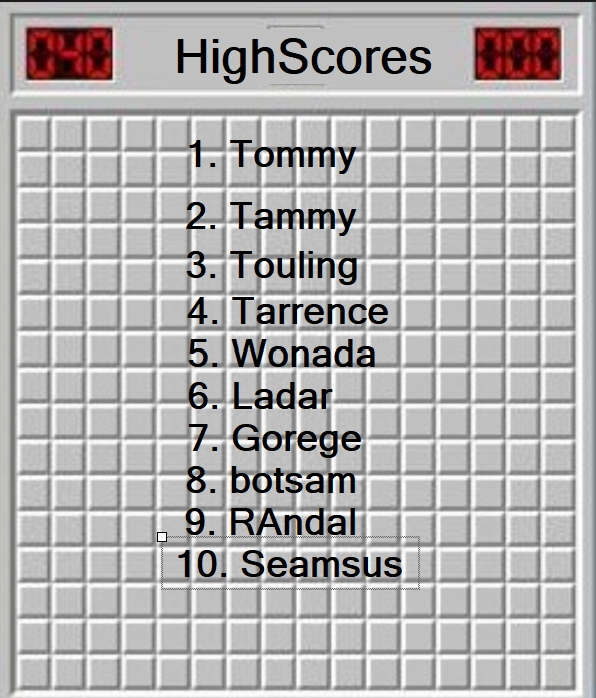 HighScores
1. Tommy
2. Tammy
3. Touling
4. Tarrence
5. Wonada
6. Ladar
7. Gorege
8. botsam
9. RAndal
10. Seamsus